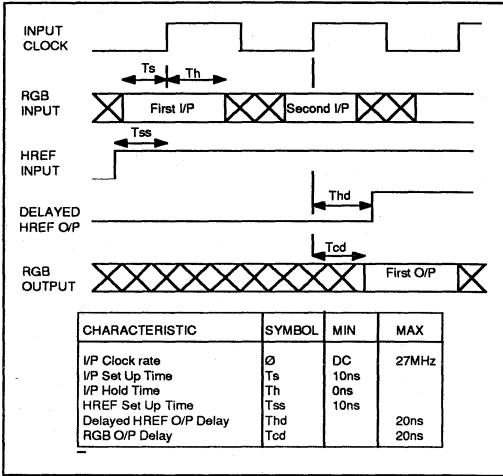 INPUT
CLOCK
Ts
Th
RGB
INPUT
First I/P
Second I/P
Tss
HREF
INPUT
Thd
DELAYED
HREF O/P
Tcd
RGB
OUTPUT
First O/P
CHARACTERISTIC SYMBOL MIN MAX
I/P Clock rate Ø DC 27MHz
I/P Set Up Time Ts 10ns
I/P Hold Time Th 0ns
HREF Set Up Time Tss 10ns
Delayed HREF O/P Delay Thd 20ns
RGB O/P Delay Tcd 20ns